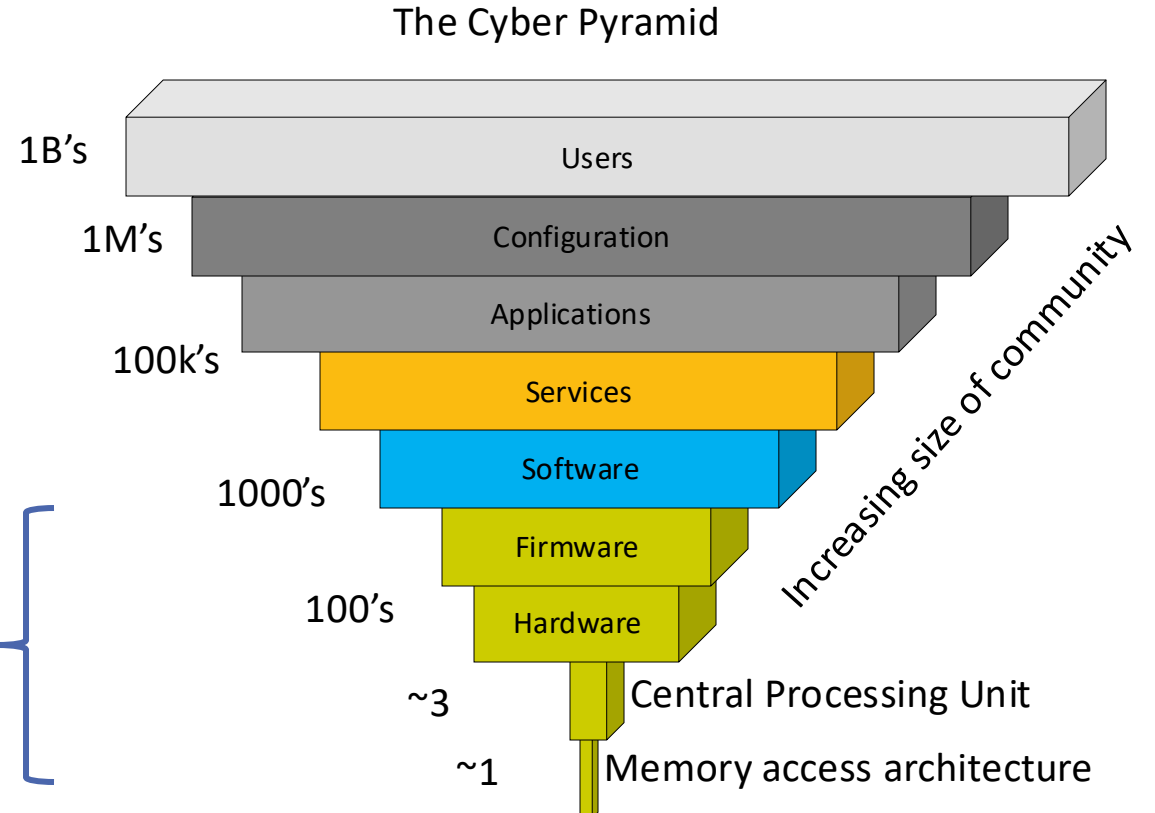 The Cyber Pyramid
1B’s
Users
1M’s
Configuration
Applications
100k’s
Services
Software
1000’s
Firmware
100’s
Hardware
Increasing size of community
~3
Central Processing Unit
~1
Memory access architecture